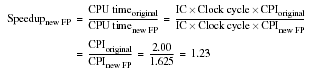 Speedup_new FP = CPU time_original / CPU time_new FP = IC × Clock cycle × CPI_original / IC × Clock cycle × CPI_new FP
= CPI_original / CPI_new FP = 2.00 / 1.625 = 1.23